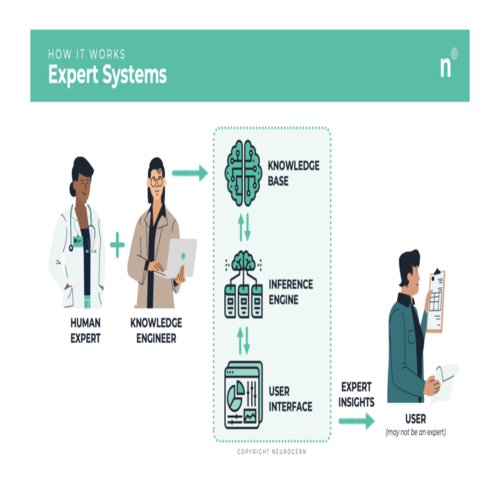 HOW IT WORKS
Expert Systems
n
KNOWLEDGE
BASE
INFERENCE
ENGINE
HUMAN
EXPERT
KNOWLEDGE
ENGINEER
USER
INTERFACE
EXPERT
INSIGHTS
USER
(may not be an expert)
COPYRIGHT NEUROCERN